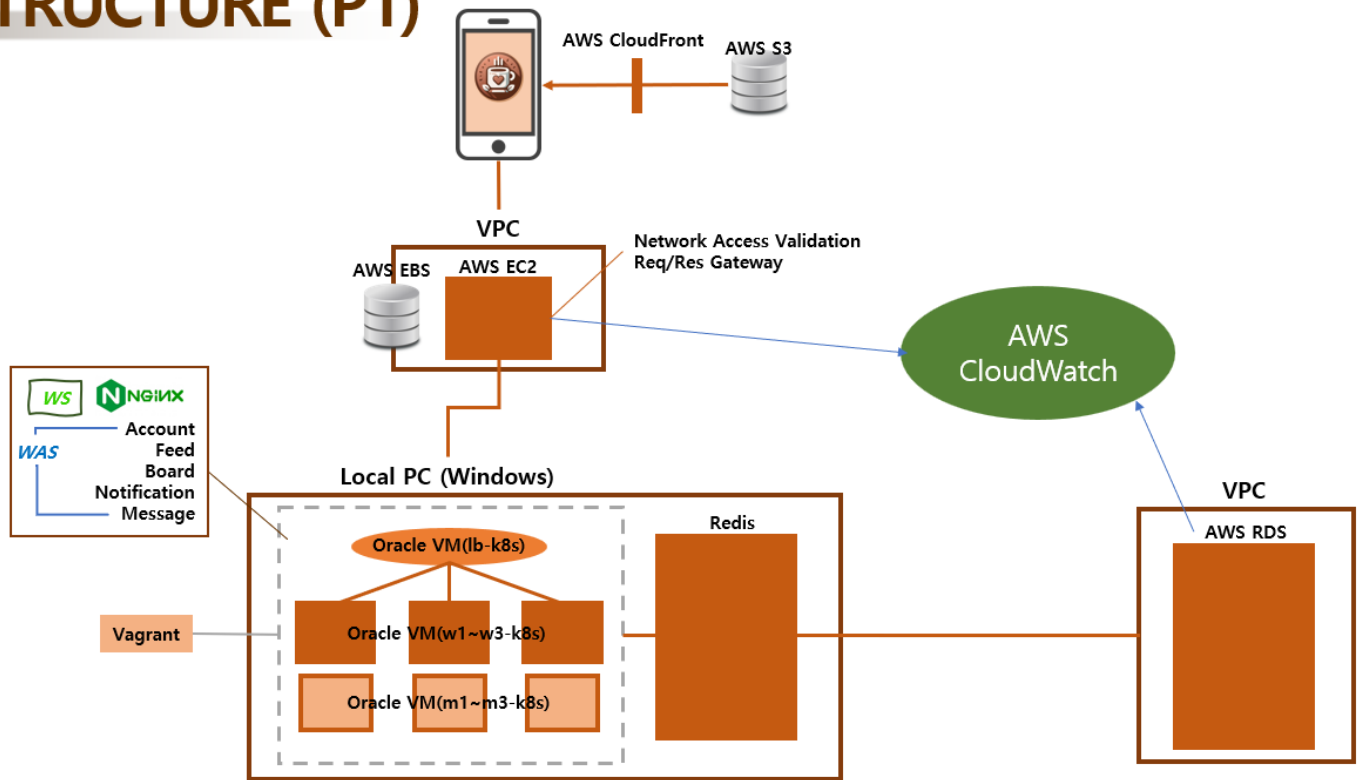 TRUCTURE (PT)
AWS CloudFront
AWS S3
VPC
AWS EBS
AWS EC2
Network Access Validation
Req/Res Gateway
AWS
CloudWatch
WS
NGINX
Account
WAS
Feed
Board
Notification
Message
Local PC (Windows)
Oracle VM(lb-k8s)
Redis
Vagrant
Oracle VM(w1~w3-k8s)
Oracle VM(m1~m3-k8s)
VPC
AWS RDS